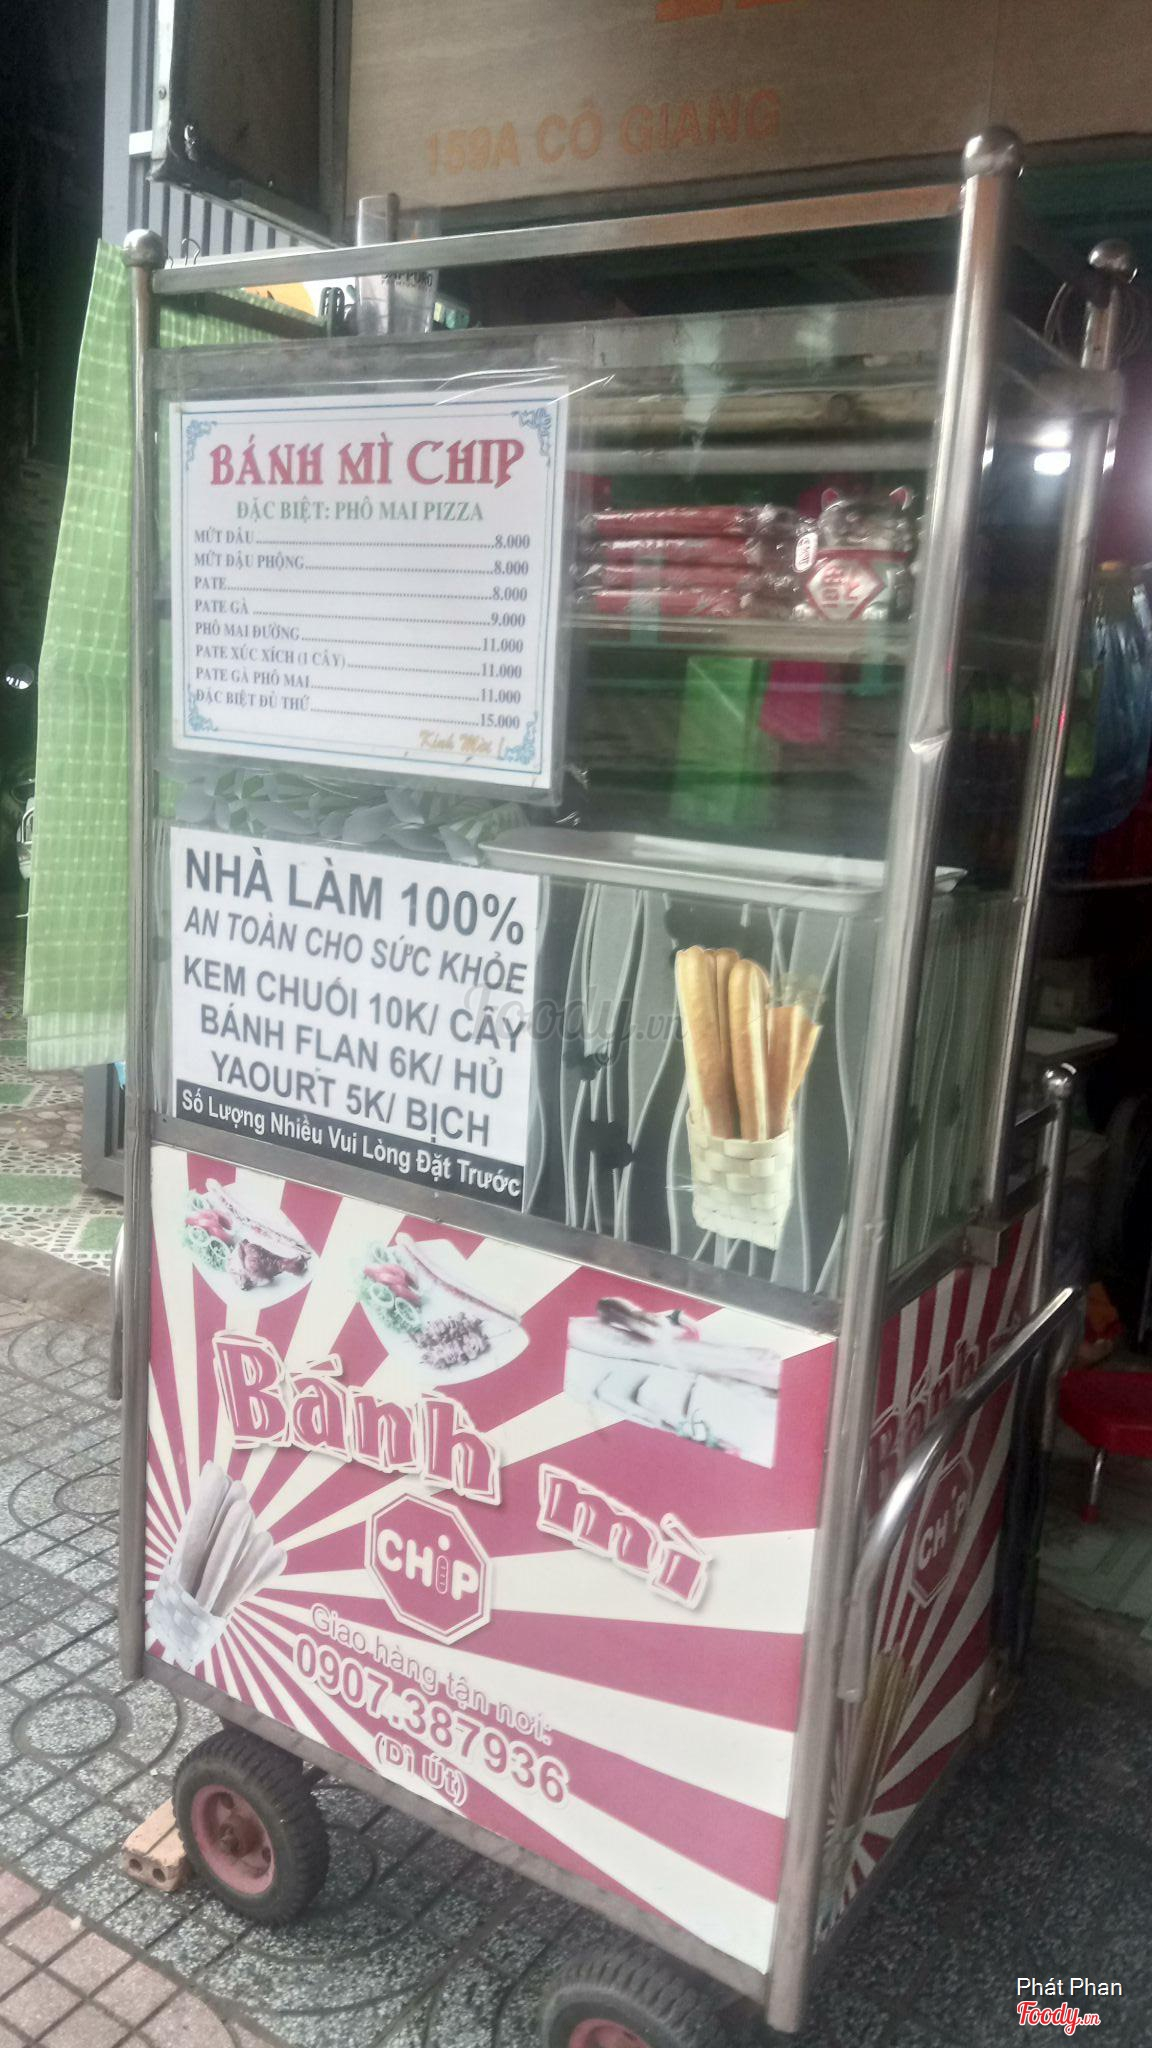 159A CÔ GIANG
BÁNH MÌ CHIP
ĐẶC BIỆT: PHÔ MAI PIZZA
MỨT DÂU 8.000
MỨT ĐẬU PHỘNG 8.000
PATE 8.000
PATE GÀ 9.000
PHÔ MAI ĐƯỜNG 11.000
PATE XÚC XÍCH (1 CÂY) 11.000
PATE GÀ PHÔ MAI 11.000
ĐẶC BIỆT ĐỦ THỨ 15.000
Kính Mời !
NHÀ LÀM 100%
AN TOÀN CHO SỨC KHỎE
KEM CHUỐI 10K/ CÂY
BÁNH FLAN 6K/ HỦ
YAOURT 5K/ BỊCH
Số Lượng Nhiều Vui Lòng Đặt Trước
Foody.vn
Bánh mì
CHIP
Giao hàng tận nơi:
0907.387936
(Dì Út)
Bánh
CHIP
Phát Phan
Foody.vn